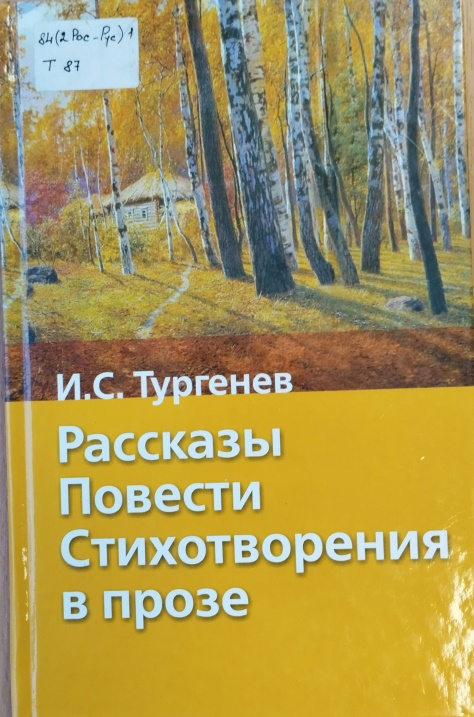 84(2Рос-Рус)1
Т 87
И.С. Тургенев
Рассказы
Повести
Стихотворения
в прозе